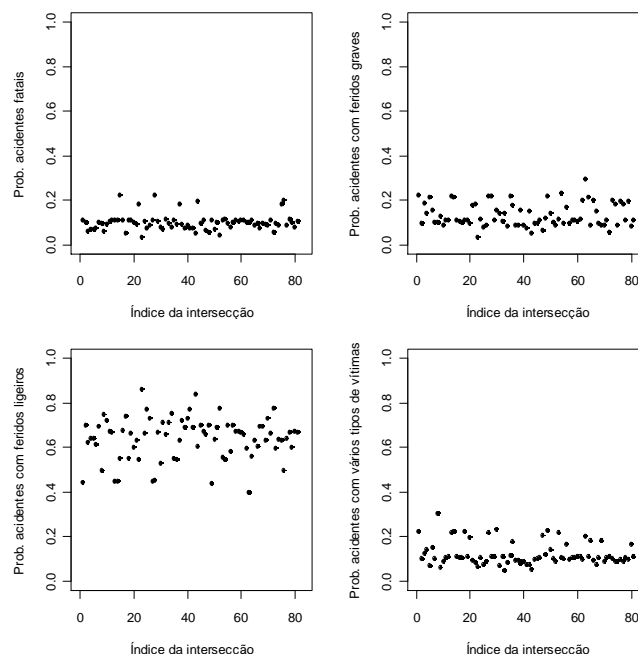 Prob. acidentes fatais
1.0
0.8
0.6
0.4
0.2
0.0
0 20 40 60 80
Índice da intersecção
Prob. acidentes com feridos graves
1.0
0.8
0.6
0.4
0.2
0.0
0 20 40 60 80
Índice da intersecção
Prob. acidentes com feridos ligeiros
1.0
0.8
0.6
0.4
0.2
0.0
0 20 40 60 80
Índice da intersecção
Prob. acidentes com vários tipos de vítimas
1.0
0.8
0.6
0.4
0.2
0.0
0 20 40 60 80
Índice da intersecção